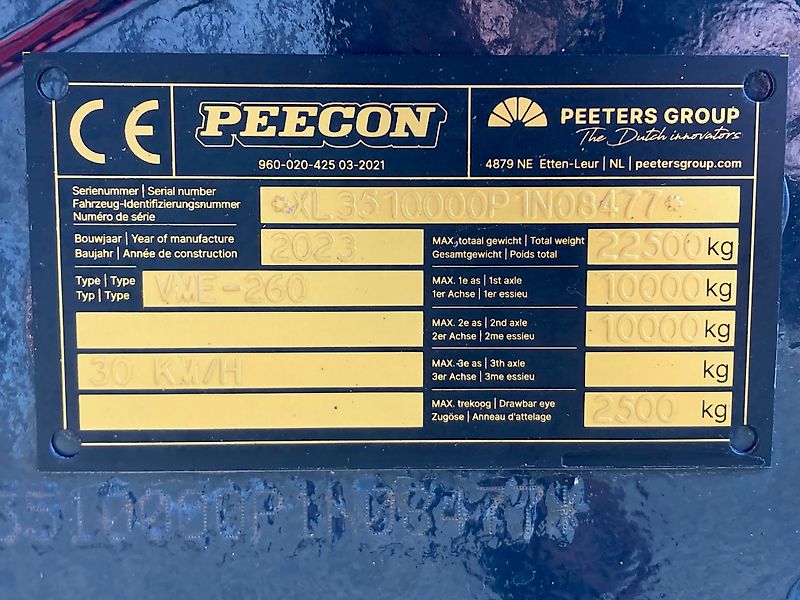 CE
PEECON
960-020-425 03-2021
PEETERS GROUP
The Dutch innovators
4879 NE Etten-Leur | NL | peetersgroup.com
Serienummer | Serial number
Fahrzeug-Identifizierungsnummer
Numéro de série
*XL3510000P1N08477*
Bouwjaar | Year of manufacture
Baujahr | Année de construction
2023
Type | Type
Typ | Type
VME-260
30 KM/H
MAX. totaal gewicht | Total weight
Gesamtgewicht | Poids total
22500 kg
MAX. 1e as | 1st axle
1er Achse | 1er essieu
10000 kg
MAX. 2e as | 2nd axle
2er Achse | 2me essieu
10000 kg
MAX. 3e as | 3th axle
3er Achse | 3me essieu
kg
MAX. trekoog | Drawbar eye
Zugöse | Anneau d'attelage
2500 kg
3510000P1N08477*